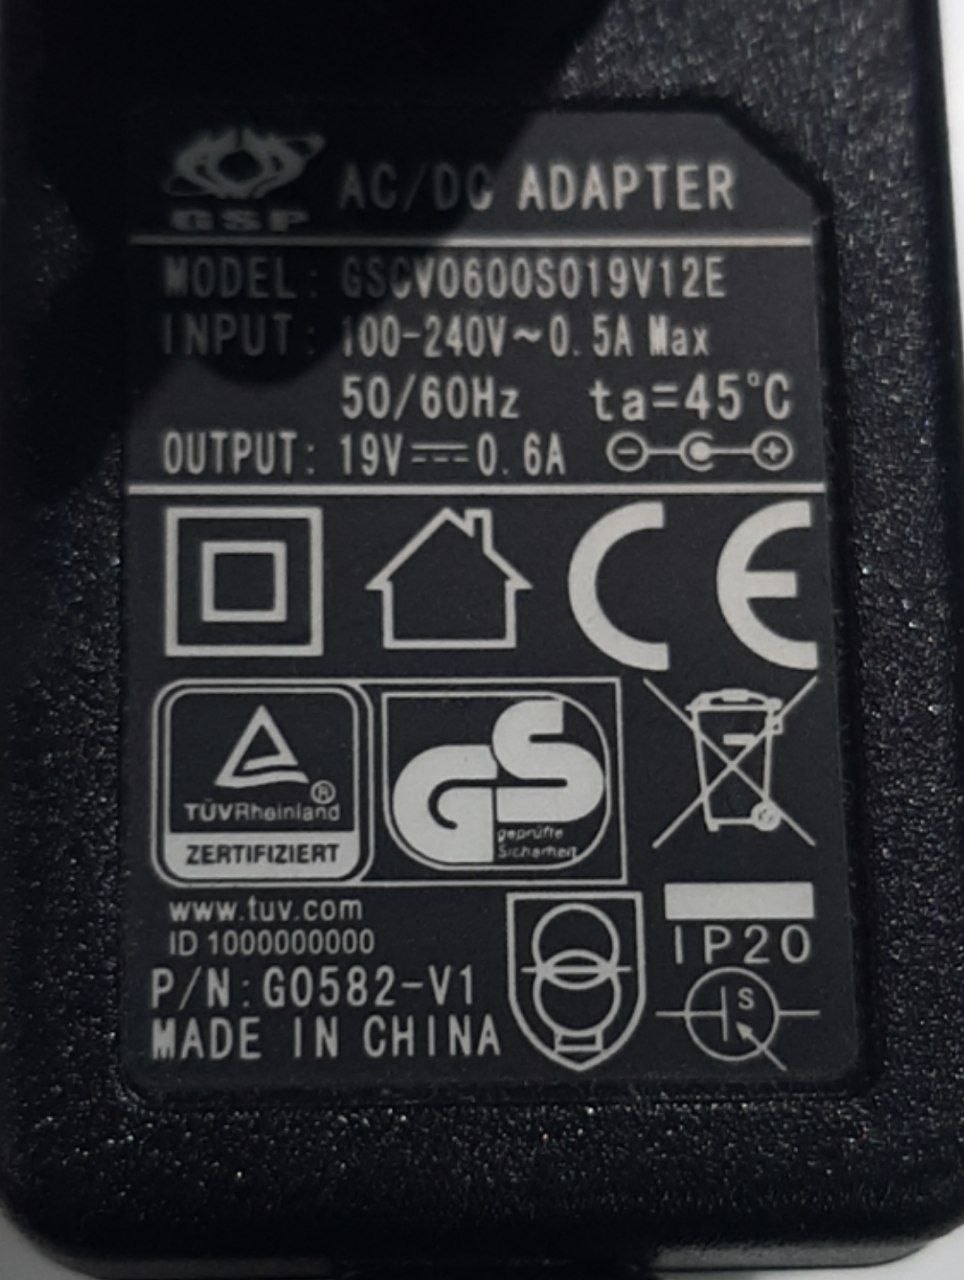 GSP AC/DC ADAPTER
MODEL: GSCV0600S019V12E
INPUT: 100-240V~0.5A Max
50/60Hz ta=45°C
OUTPUT: 19V⎓0.6A
CE
TÜVRheinland ®
ZERTIFIZIERT
GS
geprüfte
Sicherheit
www.tuv.com
ID 1000000000
IP20
P/N:G0582-V1
S
MADE IN CHINA